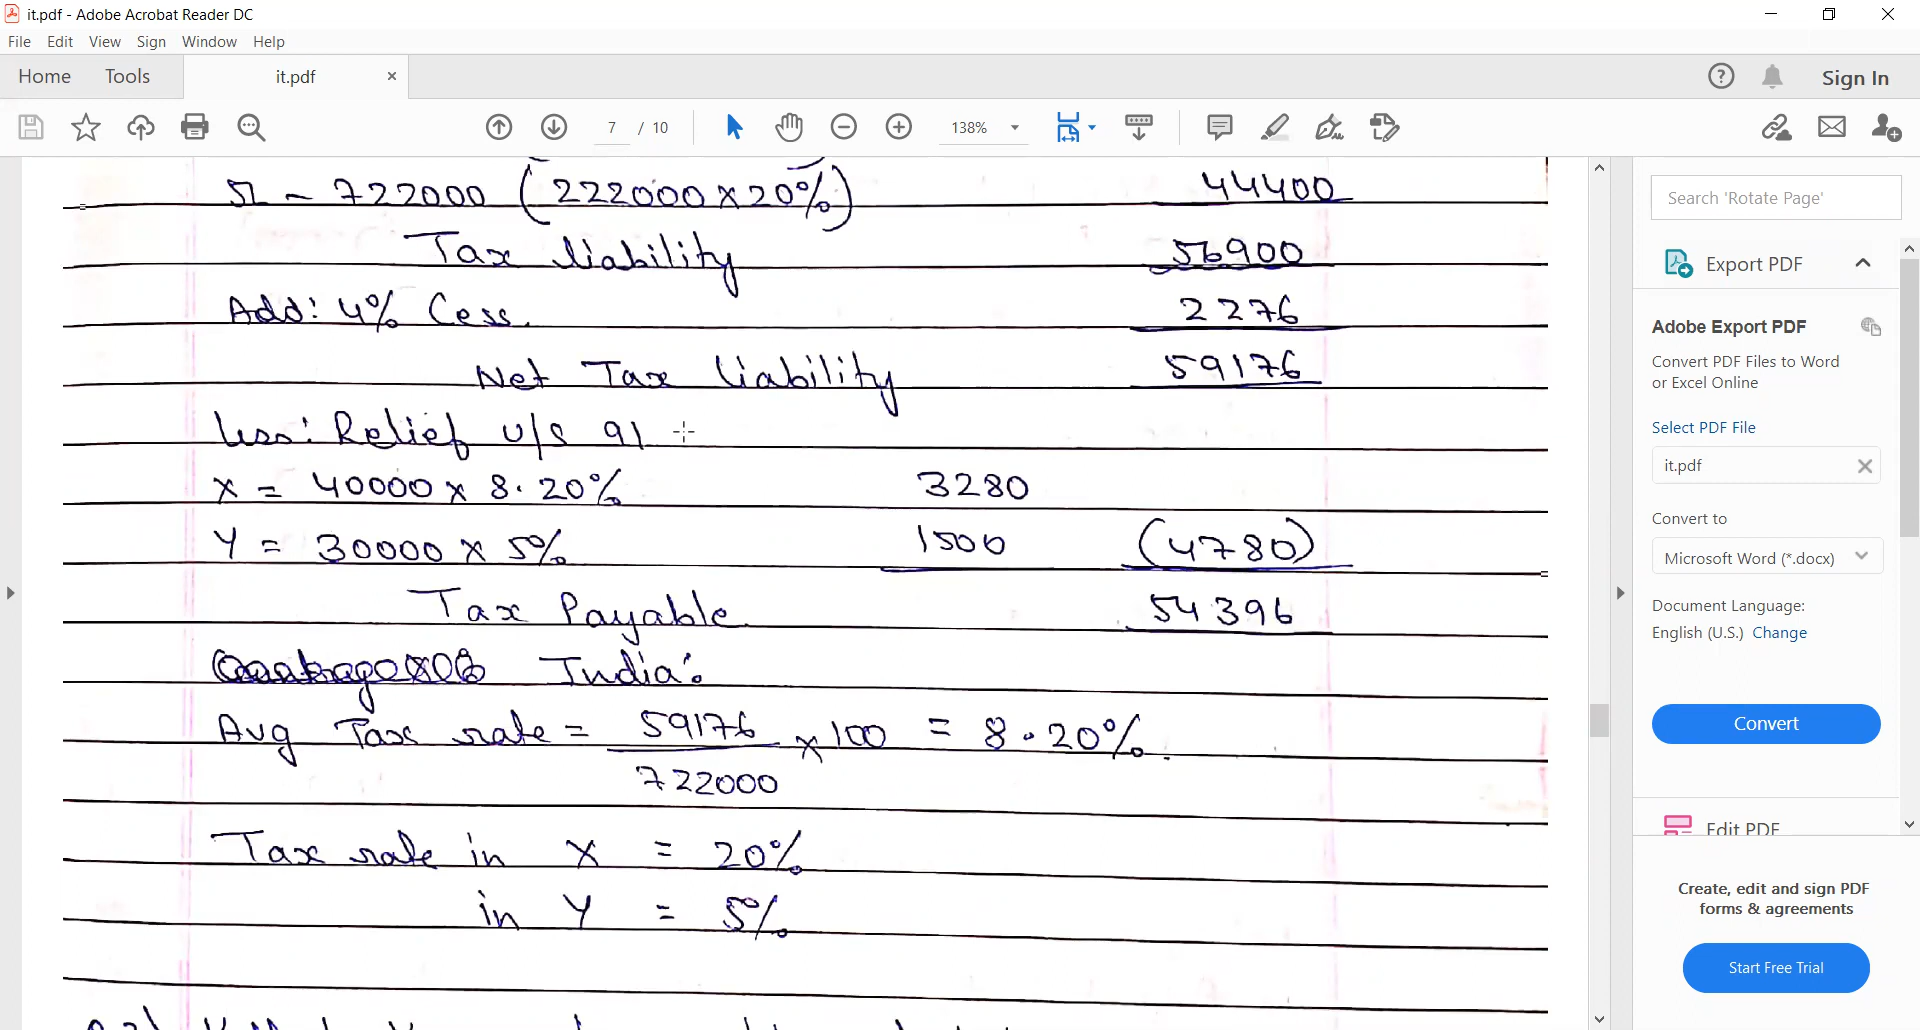 it.pdf - Adobe Acrobat Reader DC
File Edit View Sign Window Help
Home Tools it.pdf × Sign In
7 / 10 138%
5L - 722000 (222000 × 20%) 44400
Tax liability 56900
Add: 4% Cess. 2276
Net Tax liability 59176
Less: Relief u/s 91
X = 40000 × 8.20% 3280
Y = 30000 × 5% 1500 (4780)
Tax Payable 54396
India:
Avg Tax rate = 59176 × 100 = 8.20%.
722000
Tax rate in X = 20%
in Y = 5%
Search 'Rotate Page'
Export PDF
Adobe Export PDF
Convert PDF Files to Word
or Excel Online
Select PDF File
it.pdf
Convert to
Microsoft Word (*.docx)
Document Language:
English (U.S.) Change
Convert
Edit PDF
Create, edit and sign PDF
forms & agreements
Start Free Trial